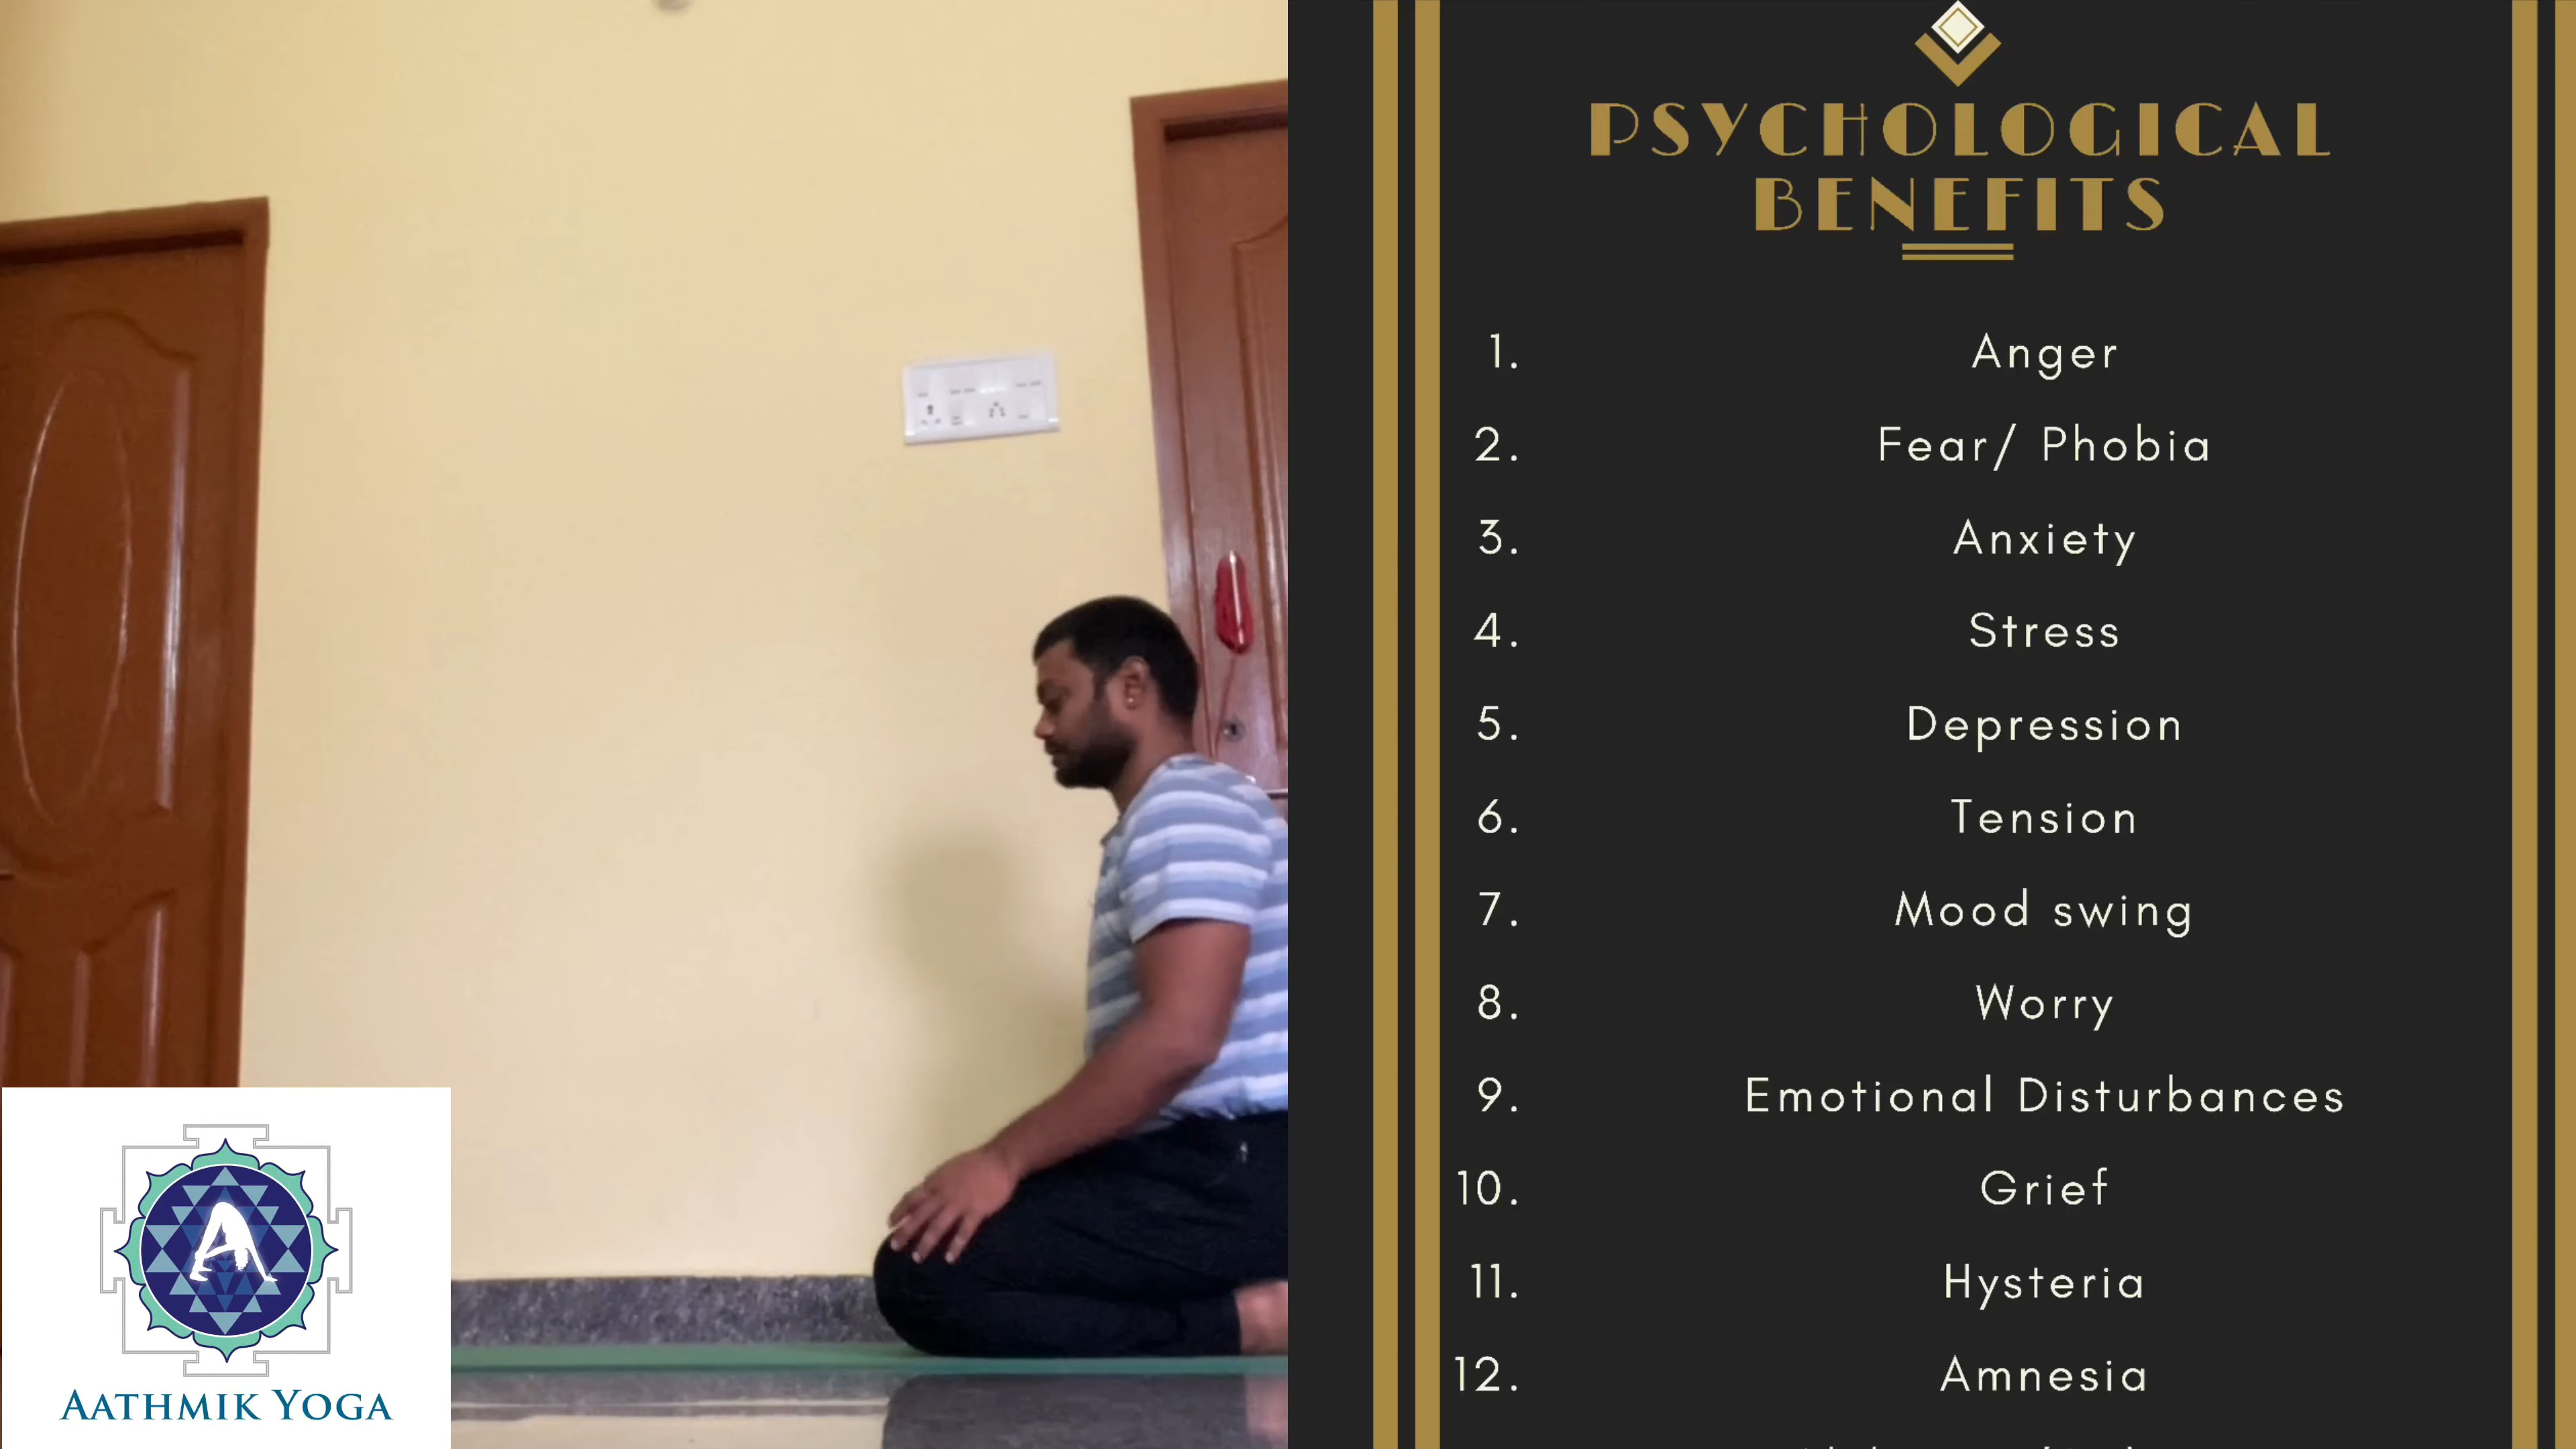 PSYCHOLOGICAL
BENEFITS
1. Anger
2. Fear/ Phobia
3. Anxiety
4. Stress
5. Depression
6. Tension
7. Mood swing
8. Worry
9. Emotional Disturbances
10. Grief
11. Hysteria
12. Amnesia
AATHMIK YOGA